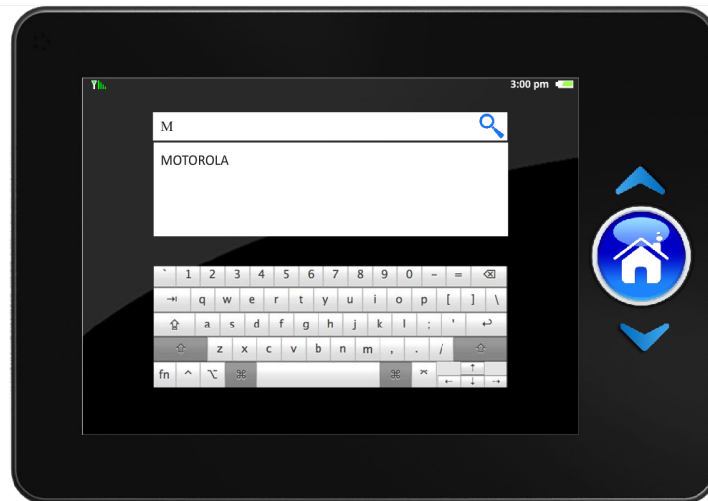 3:00 pm
M
MOTOROLA
` 1 2 3 4 5 6 7 8 9 0 - =
q w e r t y u i o p [ ] \
a s d f g h j k l ; '
z x c v b n m , . /
fn ^ ⌥ ⌘ ⌘ ⌤